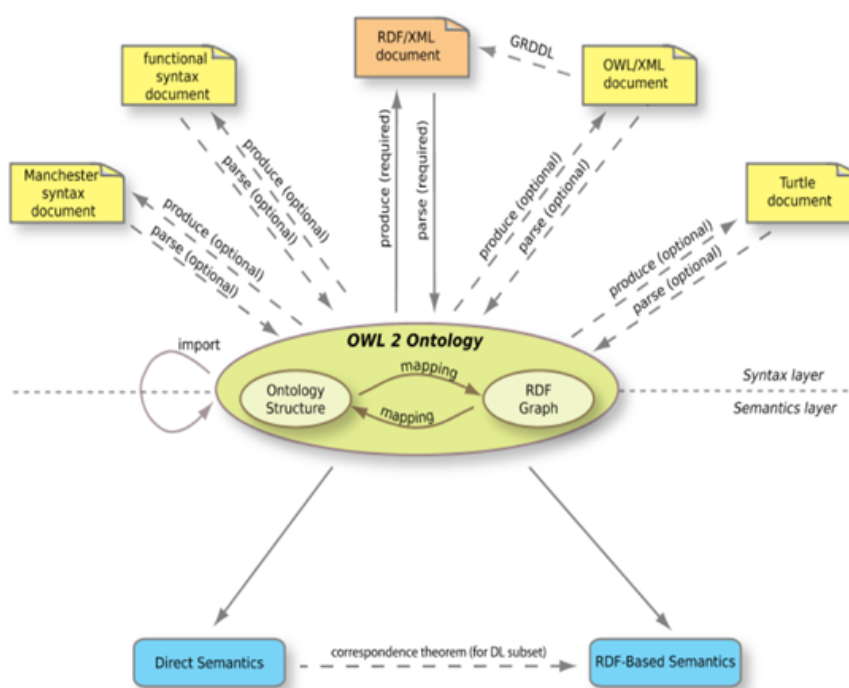 RDF/XML
document
GRDDL
functional
syntax
document
OWL/XML
document
Manchester
syntax
document
Turtle
document
produce (optional)
parse (optional)
produce (optional)
parse (optional)
produce (required)
parse (required)
produce (optional)
parse (optional)
produce (optional)
parse (optional)
OWL 2 Ontology
import
mapping
Ontology
Structure
RDF
Graph
mapping
Syntax layer
Semantics layer
Direct Semantics
correspondence theorem (for DL subset)
RDF-Based Semantics